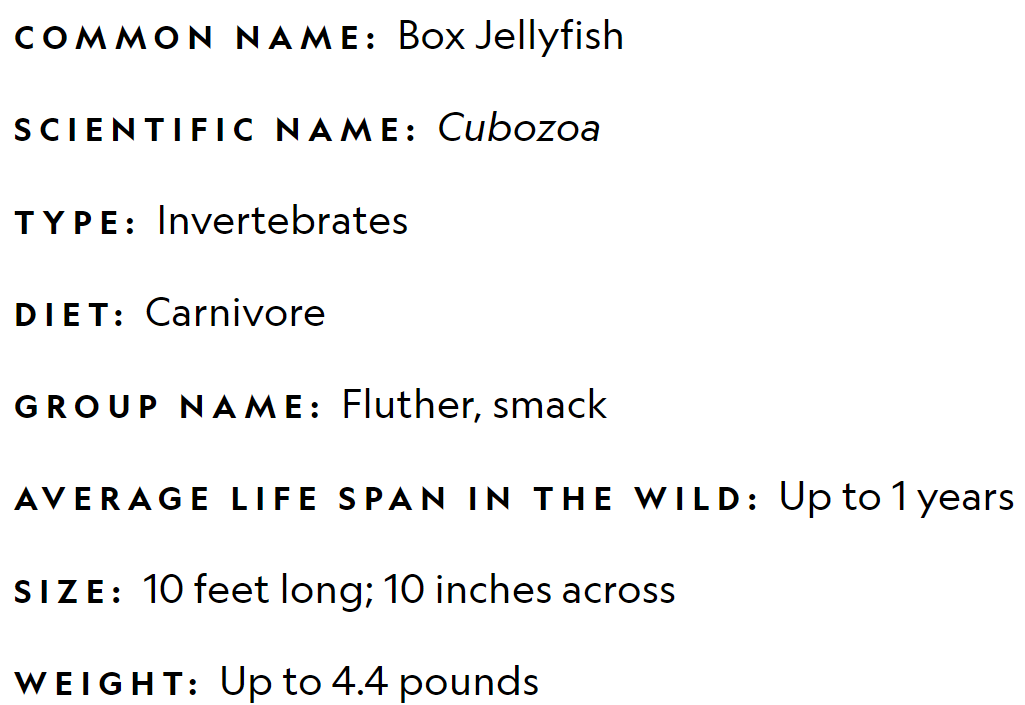 COMMON NAME: Box Jellyfish
SCIENTIFIC NAME: Cubozoa
TYPE: Invertebrates
DIET: Carnivore
GROUP NAME: Fluther, smack
AVERAGE LIFE SPAN IN THE WILD: Up to 1 years
SIZE: 10 feet long; 10 inches across
WEIGHT: Up to 4.4 pounds